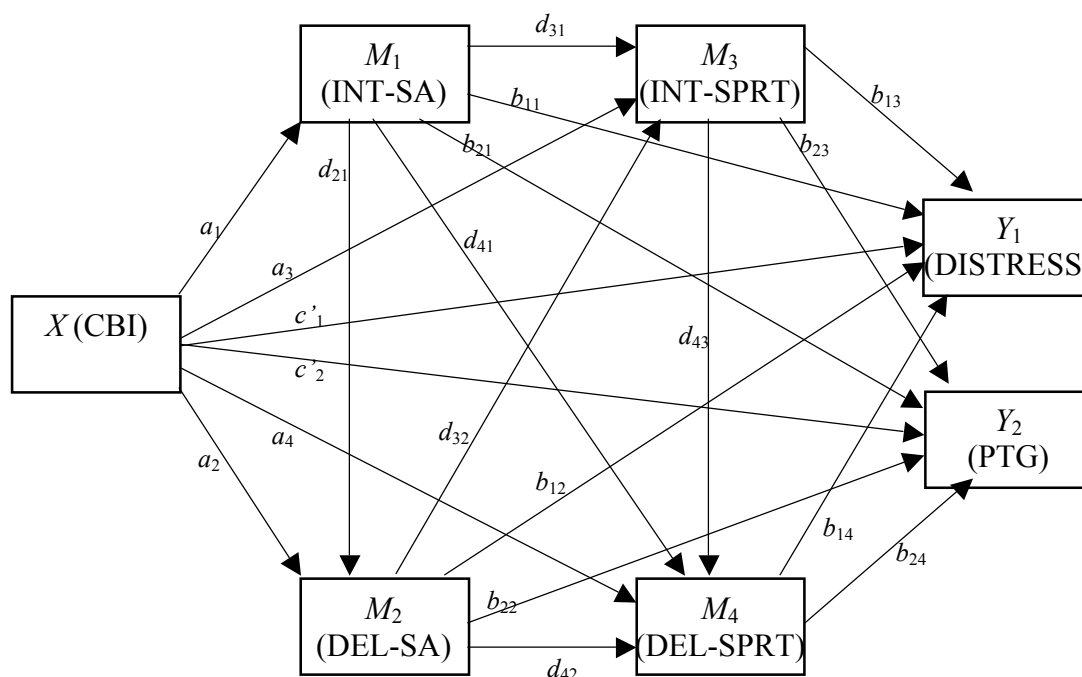 d31
M1
(INT-SA)
M3
(INT-SPRT)
b13
b11
b21
b23
d21
Y1
(DISTRESS
a1
d41
a3
X (CBI)
c'1
d43
c'2
d32
a4
Y2
(PTG)
a2
b12
b14
b24
M2
(DEL-SA)
b22
M4
(DEL-SPRT)
d42